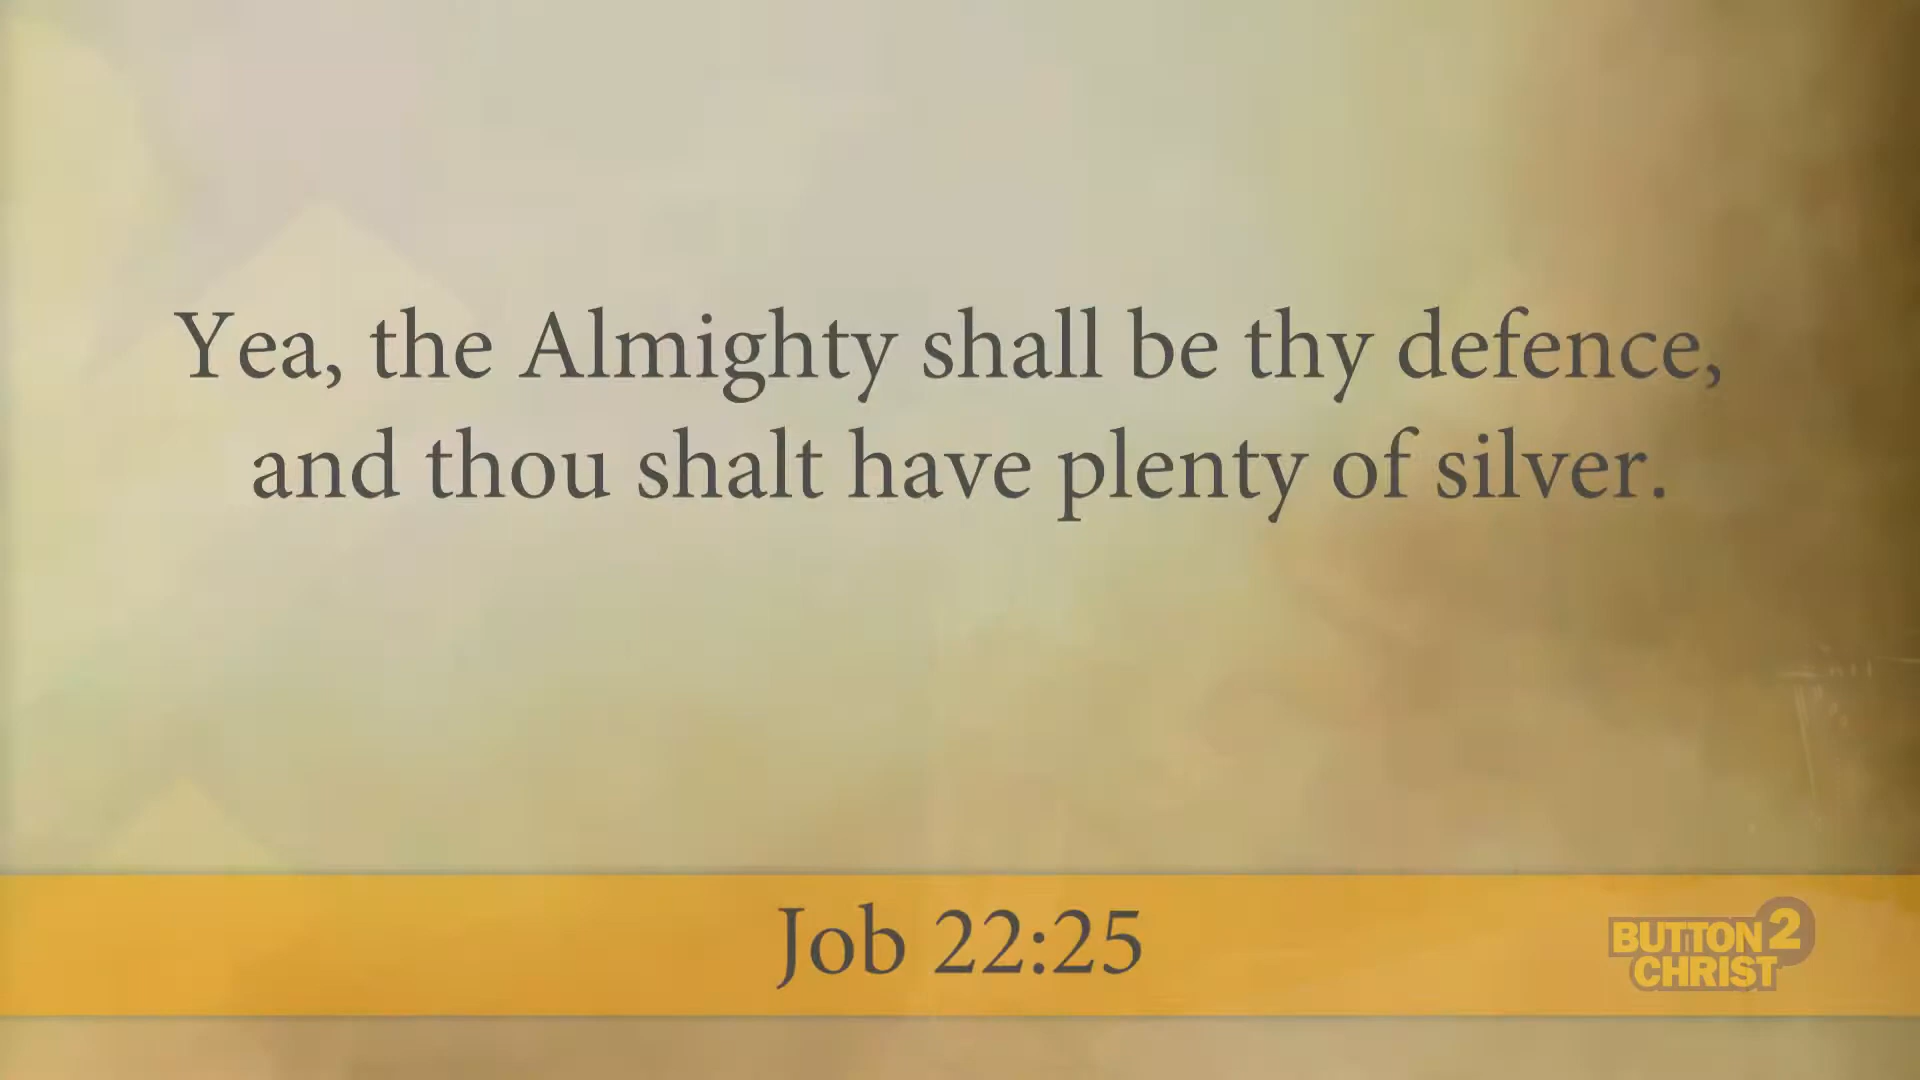 Yea, the Almighty shall be thy defence,
and thou shalt have plenty of silver.
Job 22:25
BUTTON 2
CHRIST